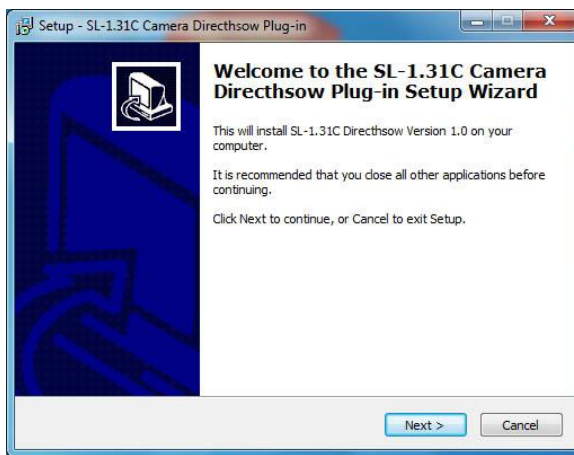 Setup - SL-1.31C Camera Directhsow Plug-in
Welcome to the SL-1.31C Camera
Directhsow Plug-in Setup Wizard
This will install SL-1.31C Directhsow Version 1.0 on your
computer.
It is recommended that you close all other applications before
continuing.
Click Next to continue, or Cancel to exit Setup.
Next >
Cancel